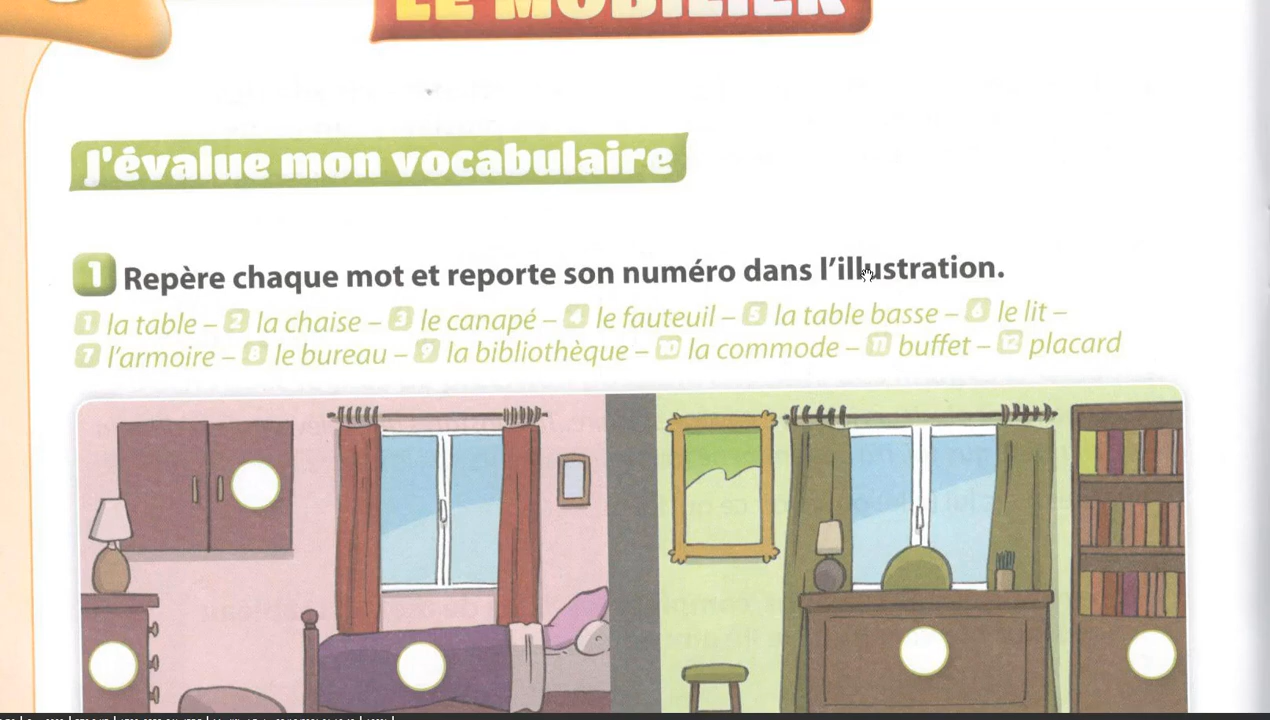 LE MOBILIER
J'évalue mon vocabulaire
1 Repère chaque mot et reporte son numéro dans l'illustration.
1 la table – 2 la chaise – 3 le canapé – 4 le fauteuil – 5 la table basse – 6 le lit –
7 l'armoire – 8 le bureau – 9 la bibliothèque – 10 la commode – 11 buffet – 12 placard